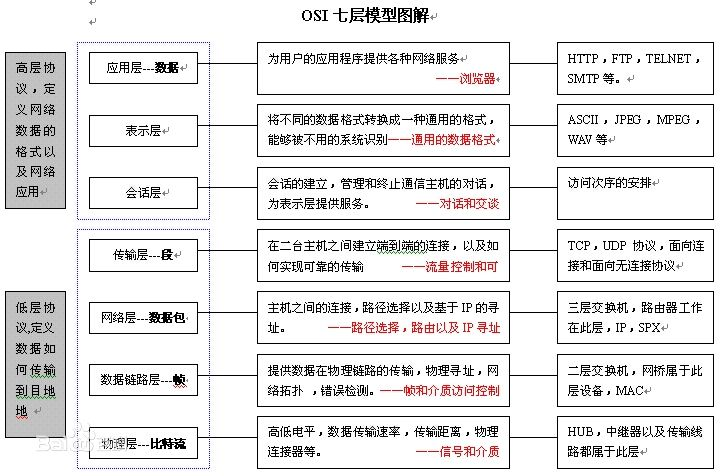 OSI 七层模型图解
高层协
议，定
义网络
数据的
格式以
及网络
应用
应用层---数据
为用户的应用程序提供各种网络服务
——浏览器
HTTP，FTP，TELNET，
SMTP 等。
表示层
将不同的数据格式转换成一种通用的格式，
能够被不用的系统识别——通用的数据格式
ASCII，JPEG，MPEG，
WAV 等
会话层
会话的建立，管理和终止通信主机的对话，
为表示层提供服务。 ——对话和交谈
访问次序的安排
低层协
议,定义
数据如
何传输
到目地
地
传输层---段
在二台主机之间建立端到端的连接，以及如
何实现可靠的传输 ——流量控制和可
TCP，UDP 协议，面向连
接和面向无连接协议
网络层---数据包
主机之间的连接，路径选择以及基于 IP 的寻
址。 ——路径选择，路由以及 IP 寻址
三层交换机，路由器工作
在此层，IP，SPX
数据链路层---帧
提供数据在物理链路的传输，物理寻址，网
络拓扑 ，错误检测。——帧和介质访问控制
二层交换机，网桥属于此
层设备，MAC
物理层---比特流
高低电平，数据传输速率，传输距离，物理
连接器等。 ——信号和介质
HUB，中继器以及传输线
路都属于此层